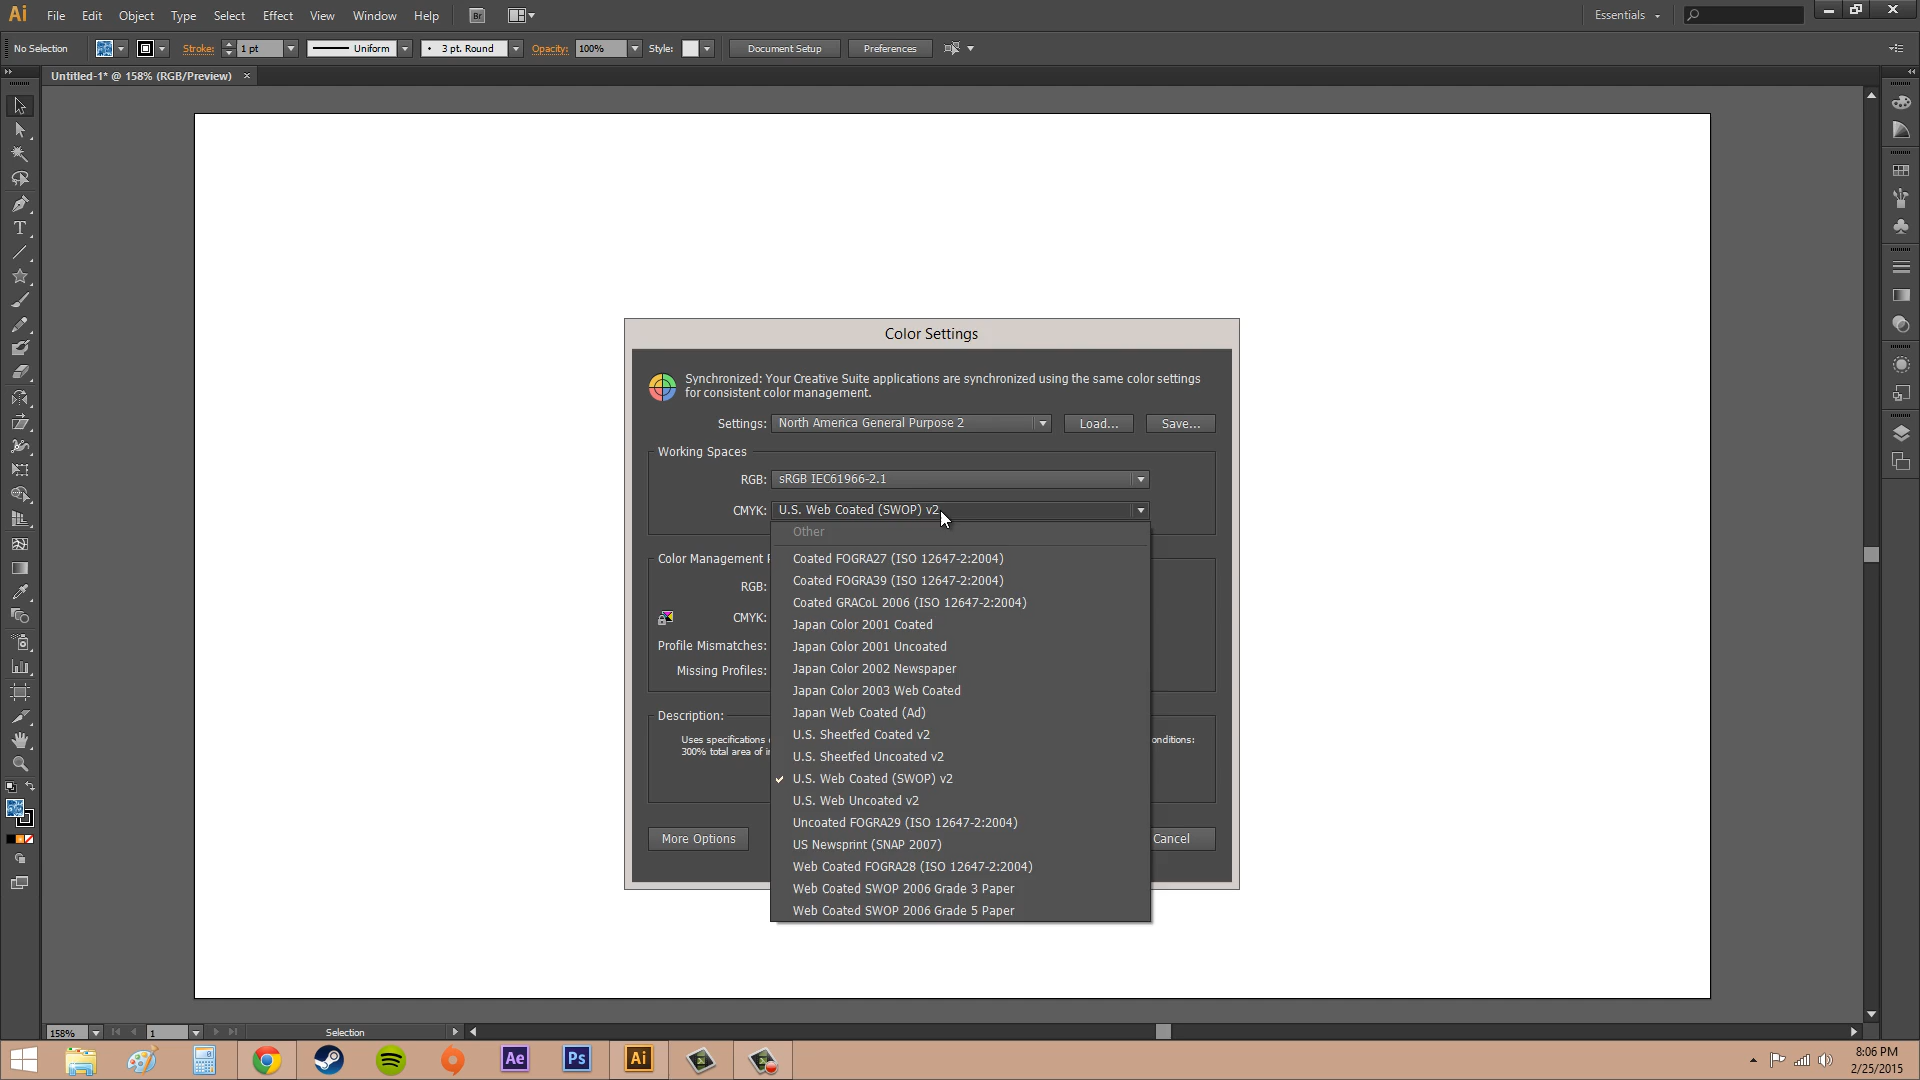 Ai File Edit Object Type Select Effect View Window Help Br Essentials
No Selection Stroke: 1 pt Uniform 3 pt. Round Opacity: 100% Style: Document Setup Preferences
Untitled-1* @ 158% (RGB/Preview) ×
Color Settings
Synchronized: Your Creative Suite applications are synchronized using the same color settings
for consistent color management.
Settings: North America General Purpose 2 Load... Save...
Working Spaces
RGB: sRGB IEC61966-2.1
CMYK: U.S. Web Coated (SWOP) v2
Other
Color Management P
Coated FOGRA27 (ISO 12647-2:2004)
Coated FOGRA39 (ISO 12647-2:2004)
RGB:
Coated GRACoL 2006 (ISO 12647-2:2004)
CMYK:
Japan Color 2001 Coated
Profile Mismatches:
Japan Color 2001 Uncoated
Missing Profiles:
Japan Color 2002 Newspaper
Japan Color 2003 Web Coated
Description:
Japan Web Coated (Ad)
Uses specifications onditions:
U.S. Sheetfed Coated v2
300% total area of in
U.S. Sheetfed Uncoated v2
U.S. Web Coated (SWOP) v2
U.S. Web Uncoated v2
Uncoated FOGRA29 (ISO 12647-2:2004)
More Options Cancel
US Newsprint (SNAP 2007)
Web Coated FOGRA28 (ISO 12647-2:2004)
Web Coated SWOP 2006 Grade 3 Paper
Web Coated SWOP 2006 Grade 5 Paper
158% 1 Selection
Ae Ps Ai
8:06 PM
2/25/2015